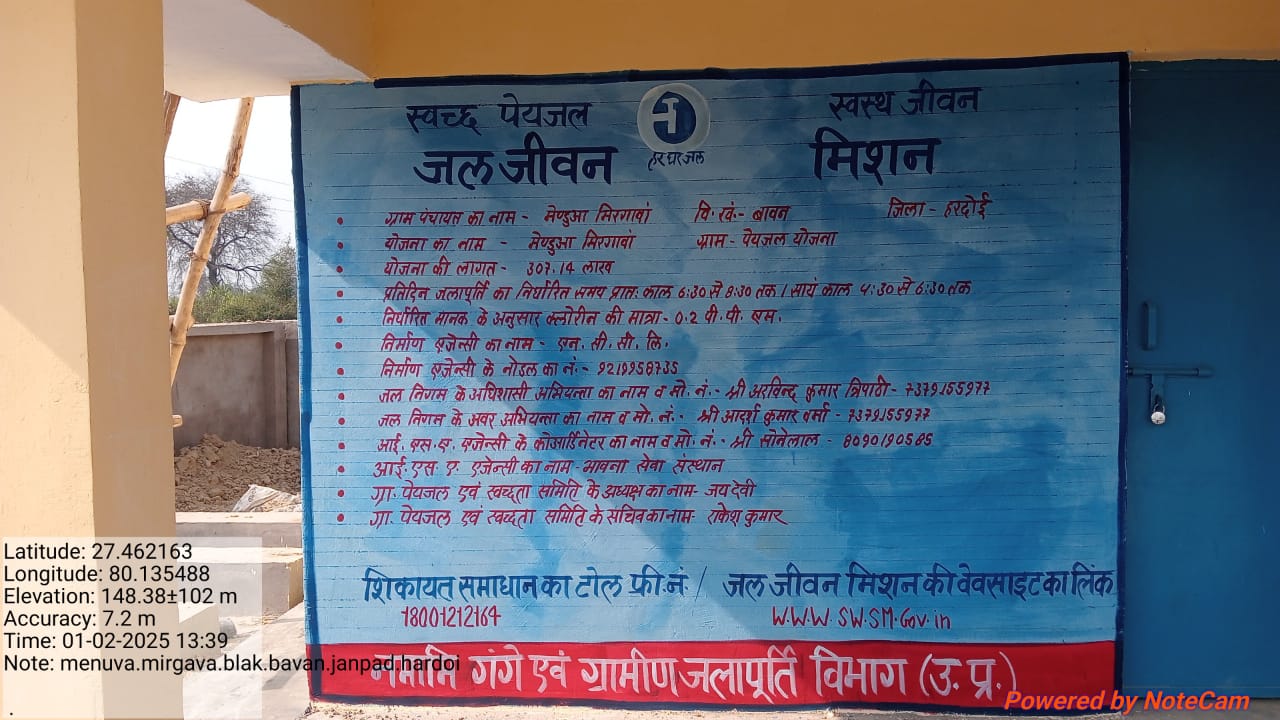 स्वच्छ पेयजल स्वस्थ जीवन
जल जीवन मिशन
हर घर जल
ग्राम पंचायत का नाम - मेण्डुआ मिरगावां वि. खं.- बावन जिला - हरदोई
योजना का नाम - मेण्डुआ मिरगावां ग्राम - पेयजल योजना
योजना की लागत - 307.14 लाख
प्रतिदिन जलापूर्ति का निर्धारित समय प्रातः काल 6:30 से 8:30 तक / सायं काल 4:30 से 6:30 तक
निर्धारित मानक के अनुसार क्लोरीन की मात्रा - 0.2 पी. पी. एम.
निर्माण एजेन्सी का नाम - एन. सी. सी. लि.
निर्माण एजेन्सी के नोडल का नं.- 9219958735
जल निगम के अधिशासी अभियन्ता का नाम व मो. नं.- श्री अरविन्द कुमार त्रिपाठी - 7379155977
जल निगम के अवर अभियन्ता का नाम व मो. नं.- श्री आदर्श कुमार वर्मा - 7379155977
आई. एस. ए. एजेन्सी के कोआर्डिनेटर का नाम व मो. नं.- श्री सोनेलाल - 8090190585
आई. एस. ए. एजेन्सी का नाम - भावना सेवा संस्थान
ग्रा. पेयजल एवं स्वच्छता समिति के अध्यक्ष का नाम- जय देवी
ग्रा. पेयजल एवं स्वच्छता समिति के सचिव का नाम- राकेश कुमार
शिकायत समाधान का टोल फ्री नं / जल जीवन मिशन की वेवसाइट का लिंक
18001212164 W.W.W. SWSM.Gov.in
नमामि गंगे एवं ग्रामीण जलापूर्ति विभाग (उ. प्र.)
Latitude: 27.462163
Longitude: 80.135488
Elevation: 148.38±102 m
Accuracy: 7.2 m
Time: 01-02-2025 13:39
Note: menuva.mirgava.blak.bavan.janpad.hardoi
Powered by NoteCam